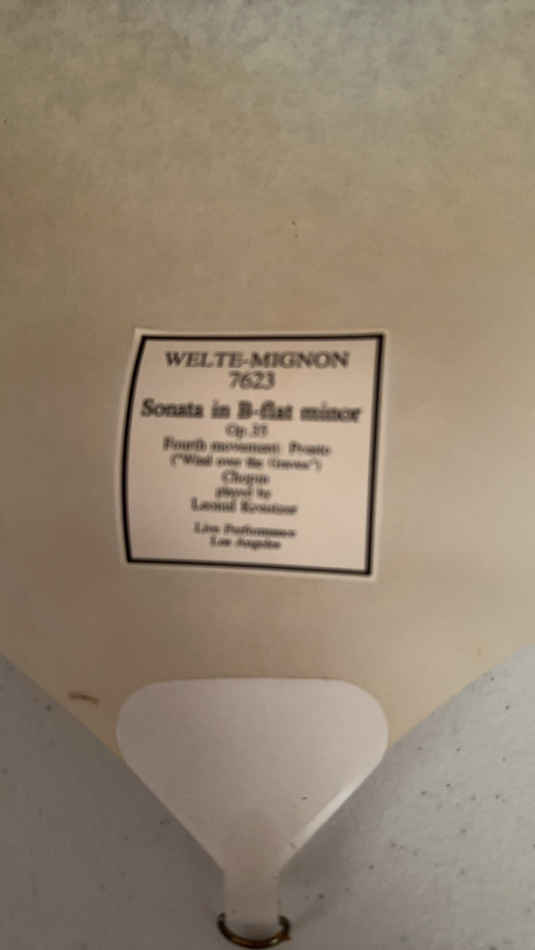 WELTE-MIGNON
7623
Sonata in B-flat minor
Op.35
Fourth movement: Presto
("Wind over the Graves")
Chopin
played by
Leonid Kreutzer
Live Performance
Los Angeles